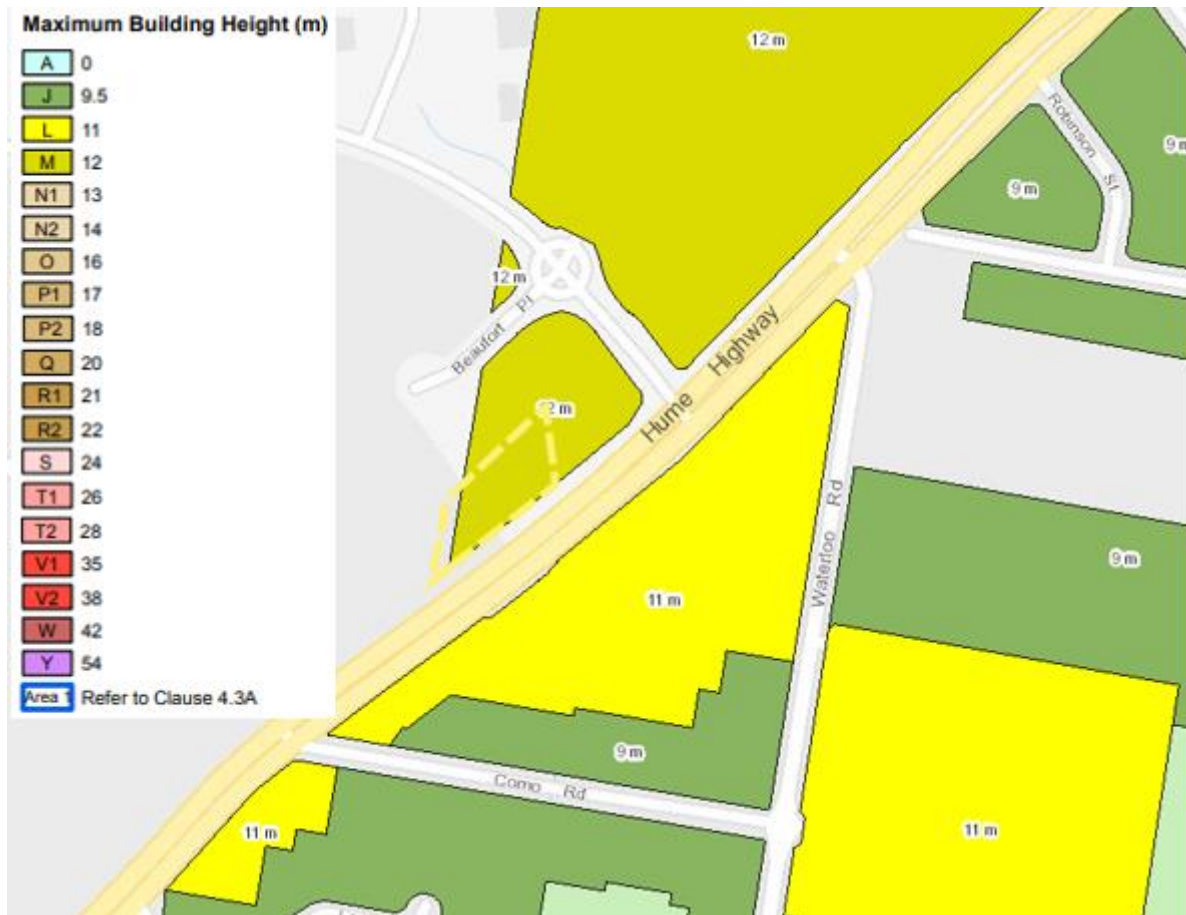 Maximum Building Height (m)
A 0
J 9.5
L 11
M 12
N1 13
N2 14
O 16
P1 17
P2 18
Q 20
R1 21
R2 22
S 24
T1 26
T2 28
V1 35
V2 38
W 42
Y 54
Area 1 Refer to Clause 4.3A
12 m
Robinson St
9 m
9 m
12 m
Beaufort Pl
Hume Highway
12 m
Waterloo Rd
9 m
11 m
9 m
Como Rd
11 m
11 m